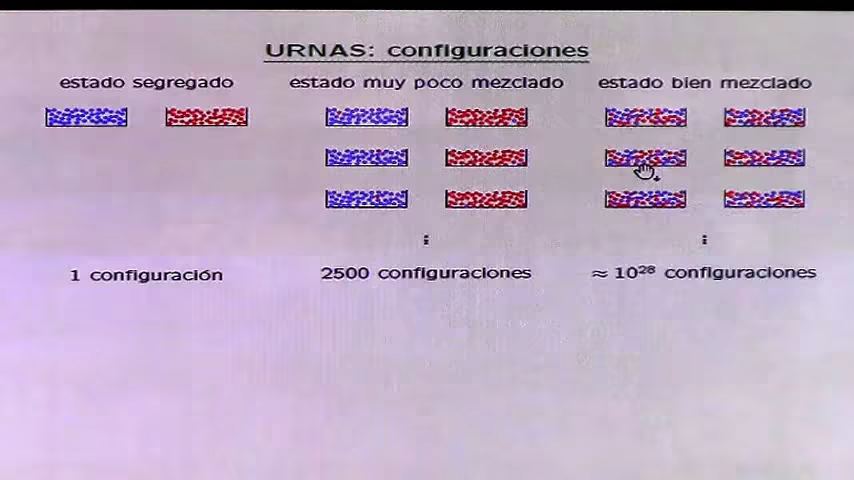 URNAS: configuraciones
estado segregado
estado muy poco mezclado
estado bien mezclado
1 configuración
2500 configuraciones
≈ 10²⁸ configuraciones